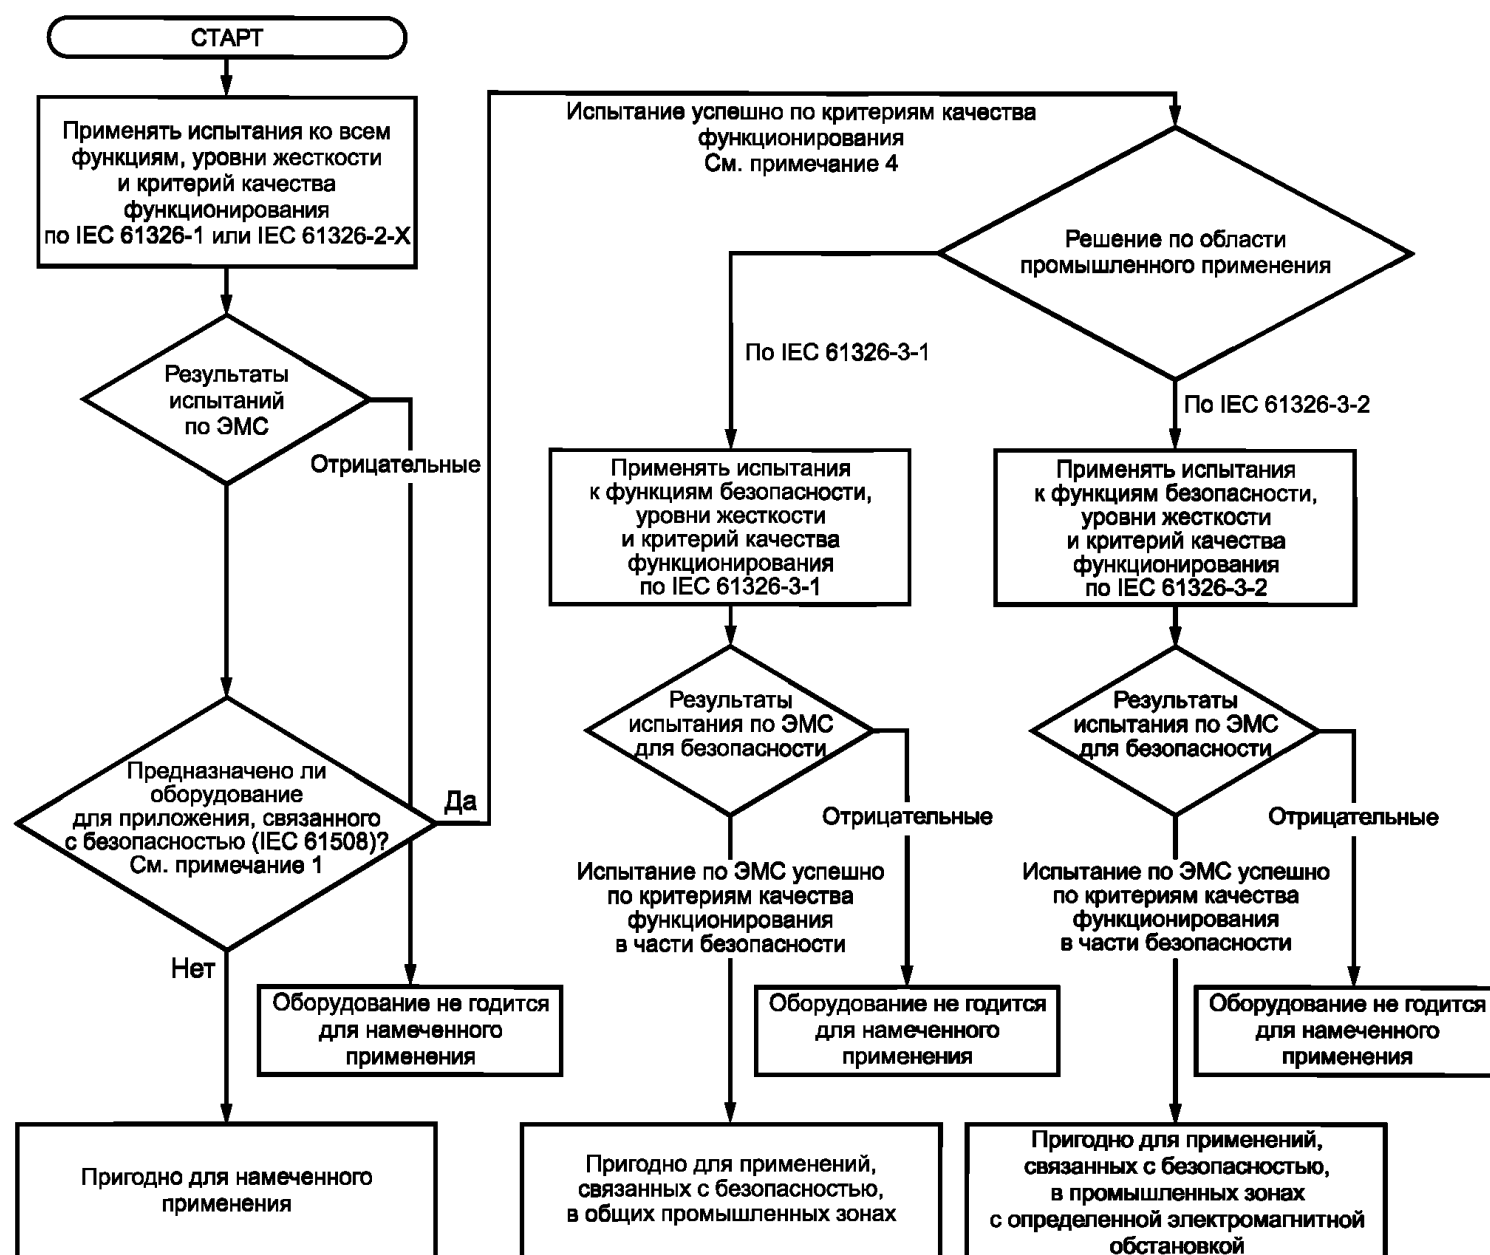 СТАРТ
Применять испытания ко всем
функциям, уровни жесткости
и критерий качества
функционирования
по IEC 61326-1 или IEC 61326-2-X
Результаты
испытаний
по ЭМС
Отрицательные
Предназначено ли
оборудование
для приложения, связанного
с безопасностью (IEC 61508)?
См. примечание 1
Да
Нет
Оборудование не годится
для намеченного
применения
Пригодно для намеченного
применения
Испытание успешно по критериям качества
функционирования
См. примечание 4
Решение по области
промышленного применения
По IEC 61326-3-1
По IEC 61326-3-2
Применять испытания
к функциям безопасности,
уровни жесткости
и критерий качества
функционирования
по IEC 61326-3-1
Результаты
испытания по ЭМС
для безопасности
Отрицательные
Испытание по ЭМС успешно
по критериям качества
функционирования
в части безопасности
Оборудование не годится
для намеченного
применения
Пригодно для применений,
связанных с безопасностью,
в общих промышленных зонах
Применять испытания
к функциям безопасности,
уровни жесткости
и критерий качества
функционирования
по IEC 61326-3-2
Результаты
испытания по ЭМС
для безопасности
Отрицательные
Испытание по ЭМС успешно
по критериям качества
функционирования
в части безопасности
Оборудование не годится
для намеченного
применения
Пригодно для применений,
связанных с безопасностью,
в промышленных зонах
с определенной электромагнитной
обстановкой